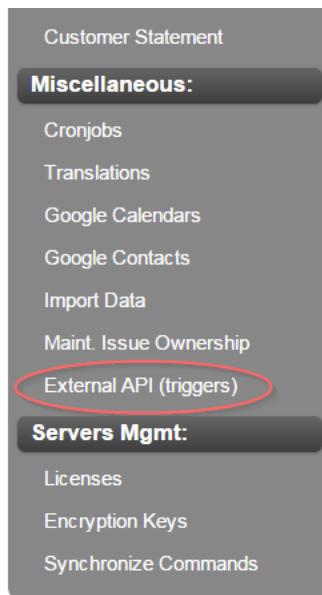 Customer Statement
Miscellaneous:
Cronjobs
Translations
Google Calendars
Google Contacts
Import Data
Maint. Issue Ownership
External API (triggers)
Servers Mgmt:
Licenses
Encryption Keys
Synchronize Commands